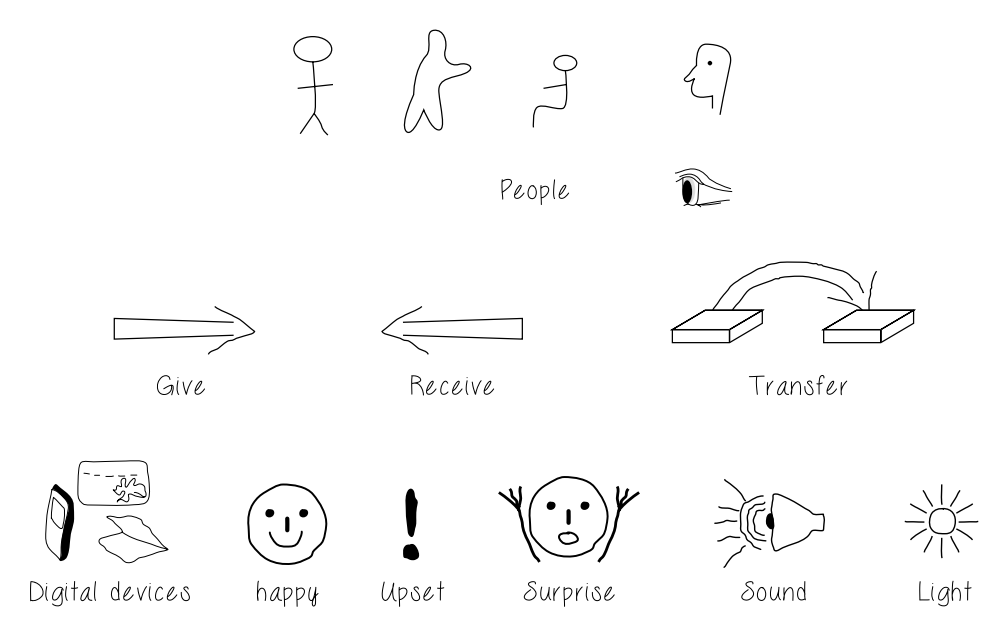 People
Give
Receive
Transfer
Digital devices
happy
Upset
Surprise
Sound
Light